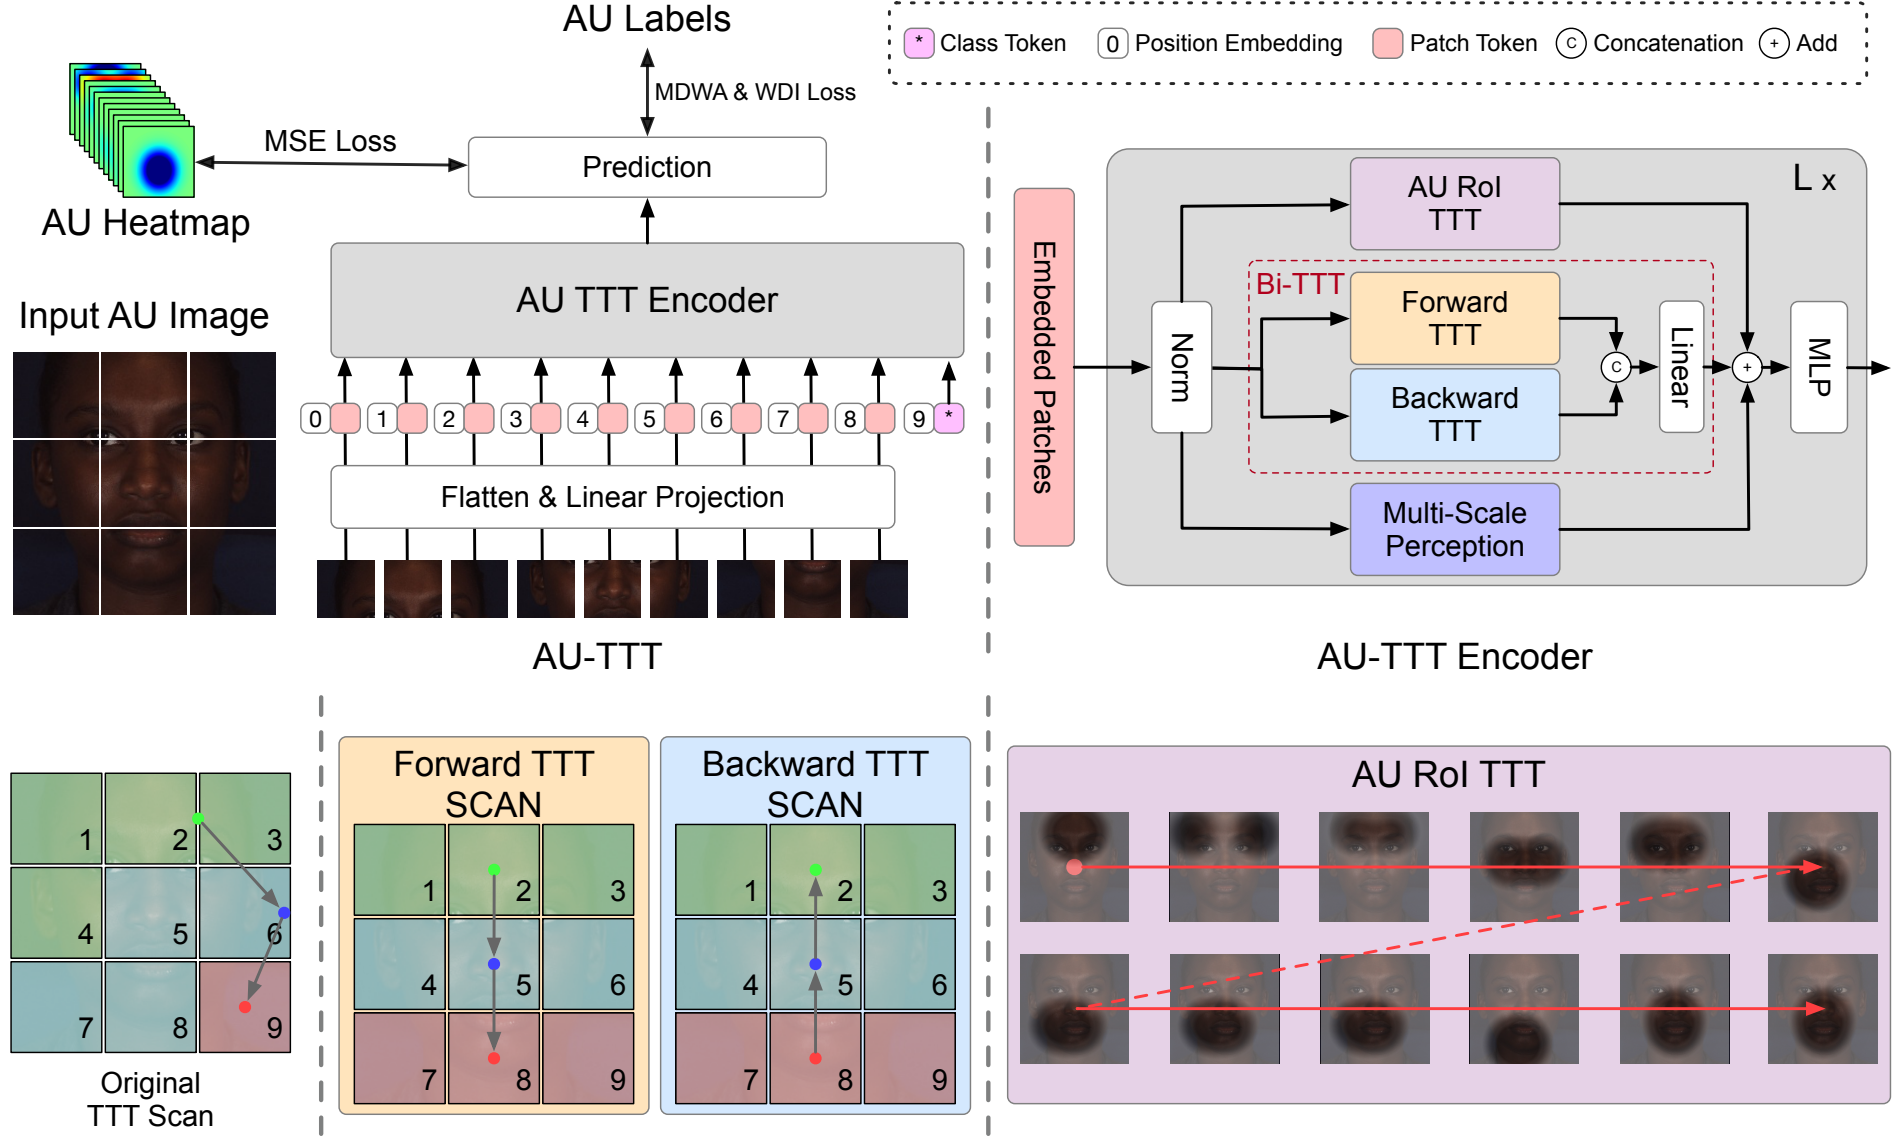 AU Labels
* Class Token
0 Position Embedding
Patch Token
C Concatenation
+ Add
MDWA & WDI Loss
MSE Loss
Prediction
AU Heatmap
AU TTT Encoder
Input AU Image
0 1 2 3 4 5 6 7 8 9 *
Flatten & Linear Projection
AU-TTT
L x
Embedded Patches
Norm
AU RoI
TTT
Bi-TTT
Forward
TTT
Backward
TTT
C
Linear
+
MLP
Multi-Scale
Perception
AU-TTT Encoder
1 2 3
4 5 6
7 8 9
Original
TTT Scan
Forward TTT
SCAN
1 2 3
4 5 6
7 8 9
Backward TTT
SCAN
1 2 3
4 5 6
7 8 9
AU RoI TTT